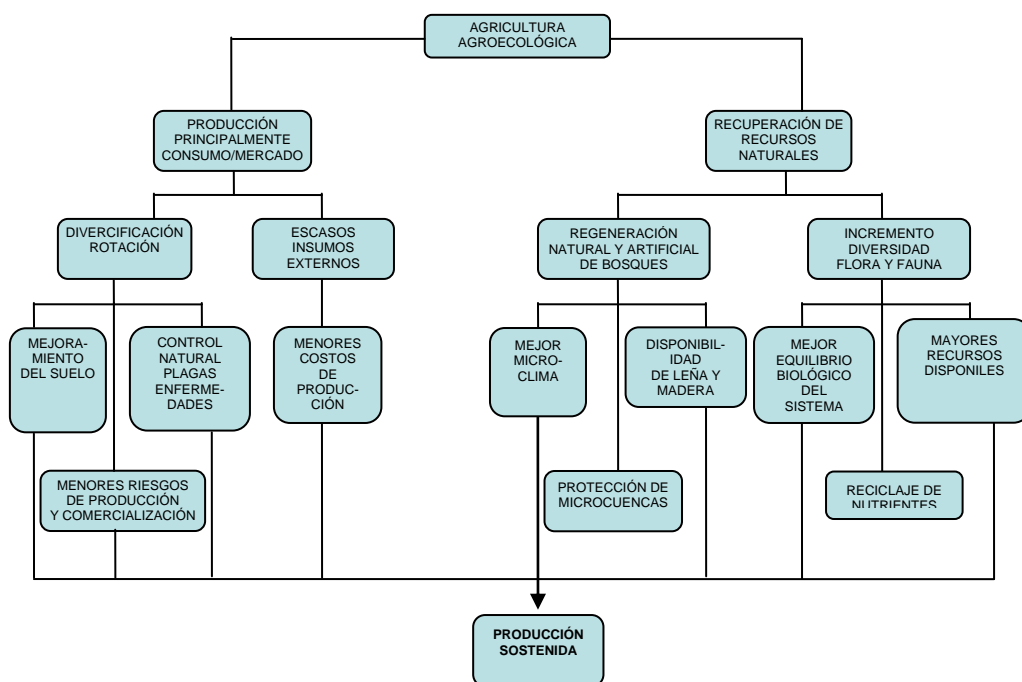 AGRICULTURA
AGROECOLÓGICA
PRODUCCIÓN
PRINCIPALMENTE
CONSUMO/MERCADO
RECUPERACIÓN DE
RECURSOS
NATURALES
DIVERCIFICACIÓN
ROTACIÓN
ESCASOS
INSUMOS
EXTERNOS
REGENERACIÓN
NATURAL Y ARTIFICIAL
DE BOSQUES
INCREMENTO
DIVERSIDAD
FLORA Y FAUNA
MEJORA-
MIENTO
DEL SUELO
CONTROL
NATURAL
PLAGAS
ENFERME-
DADES
MENORES
COSTOS
DE
PRODUC-
CIÓN
MEJOR
MICRO-
CLIMA
DISPONIBIL-
IDAD
DE LEÑA Y
MADERA
MEJOR
EQUILIBRIO
BIOLÓGICO
DEL
SISTEMA
MAYORES
RECURSOS
DISPONILES
MENORES RIESGOS
DE PRODUCCIÓN
Y COMERCIALIZACIÓN
PROTECCIÓN DE
MICROCUENCAS
RECICLAJE DE
NUTRIENTES
PRODUCCIÓN
SOSTENIDA